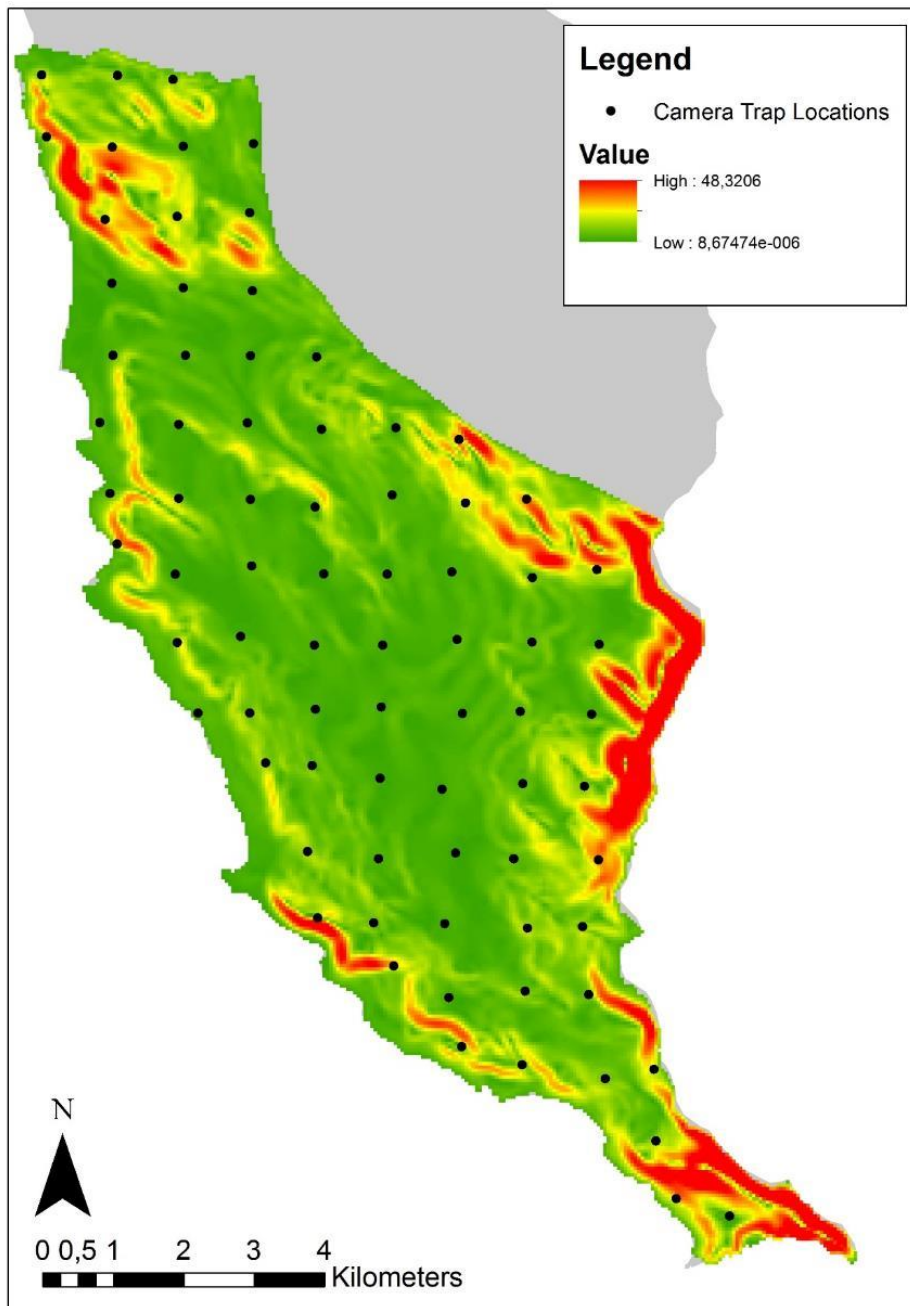 Legend
Camera Trap Locations
Value
High : 48,3206
Low : 8,67474e-006
N
0 0,5 1 2 3 4
Kilometers